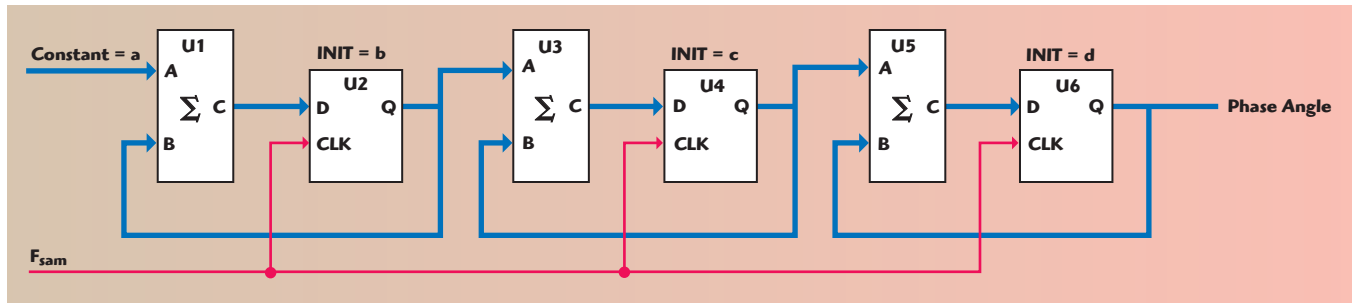 Constant = a
U1
A
Σ
C
B
INIT = b
U2
D
Q
CLK
U3
A
Σ
C
B
INIT = c
U4
D
Q
CLK
U5
A
Σ
C
B
INIT = d
U6
D
Q
CLK
Phase Angle
Fsam